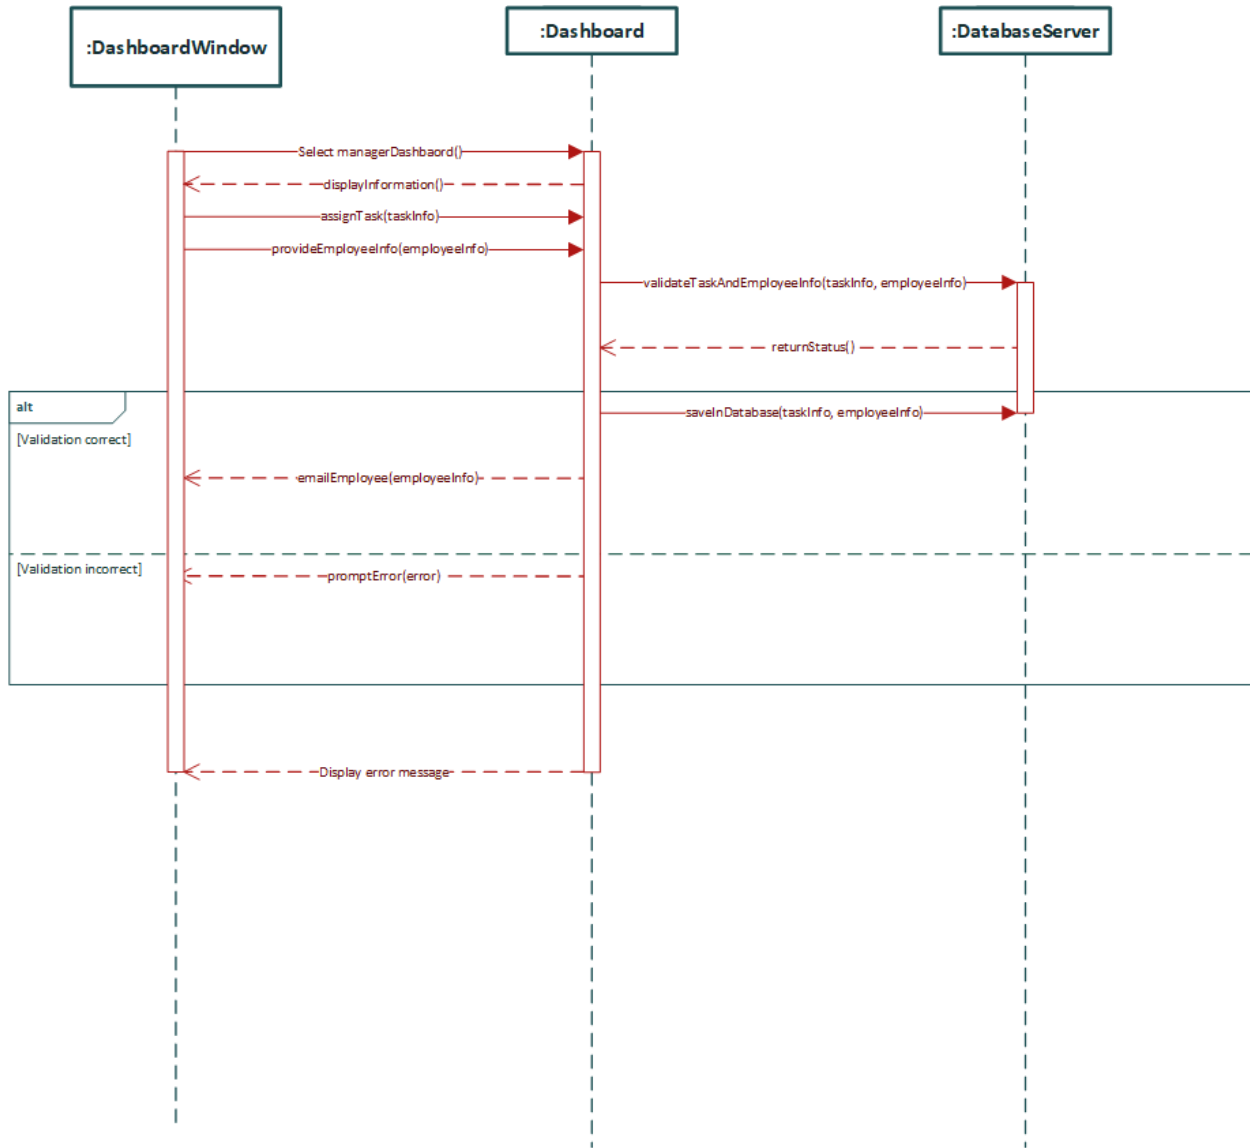 :DashboardWindow
:Dashboard
:DatabaseServer
Select managerDashbaord()
displayInformation()
assignTask(taskInfo)
provideEmployeeInfo(employeeInfo)
validateTaskAndEmployeeInfo(taskInfo, employeeInfo)
returnStatus()
alt
saveInDatabase(taskInfo, employeeInfo)
[Validation correct]
emailEmployee(employeeInfo)
[Validation incorrect]
promptError(error)
Display error message